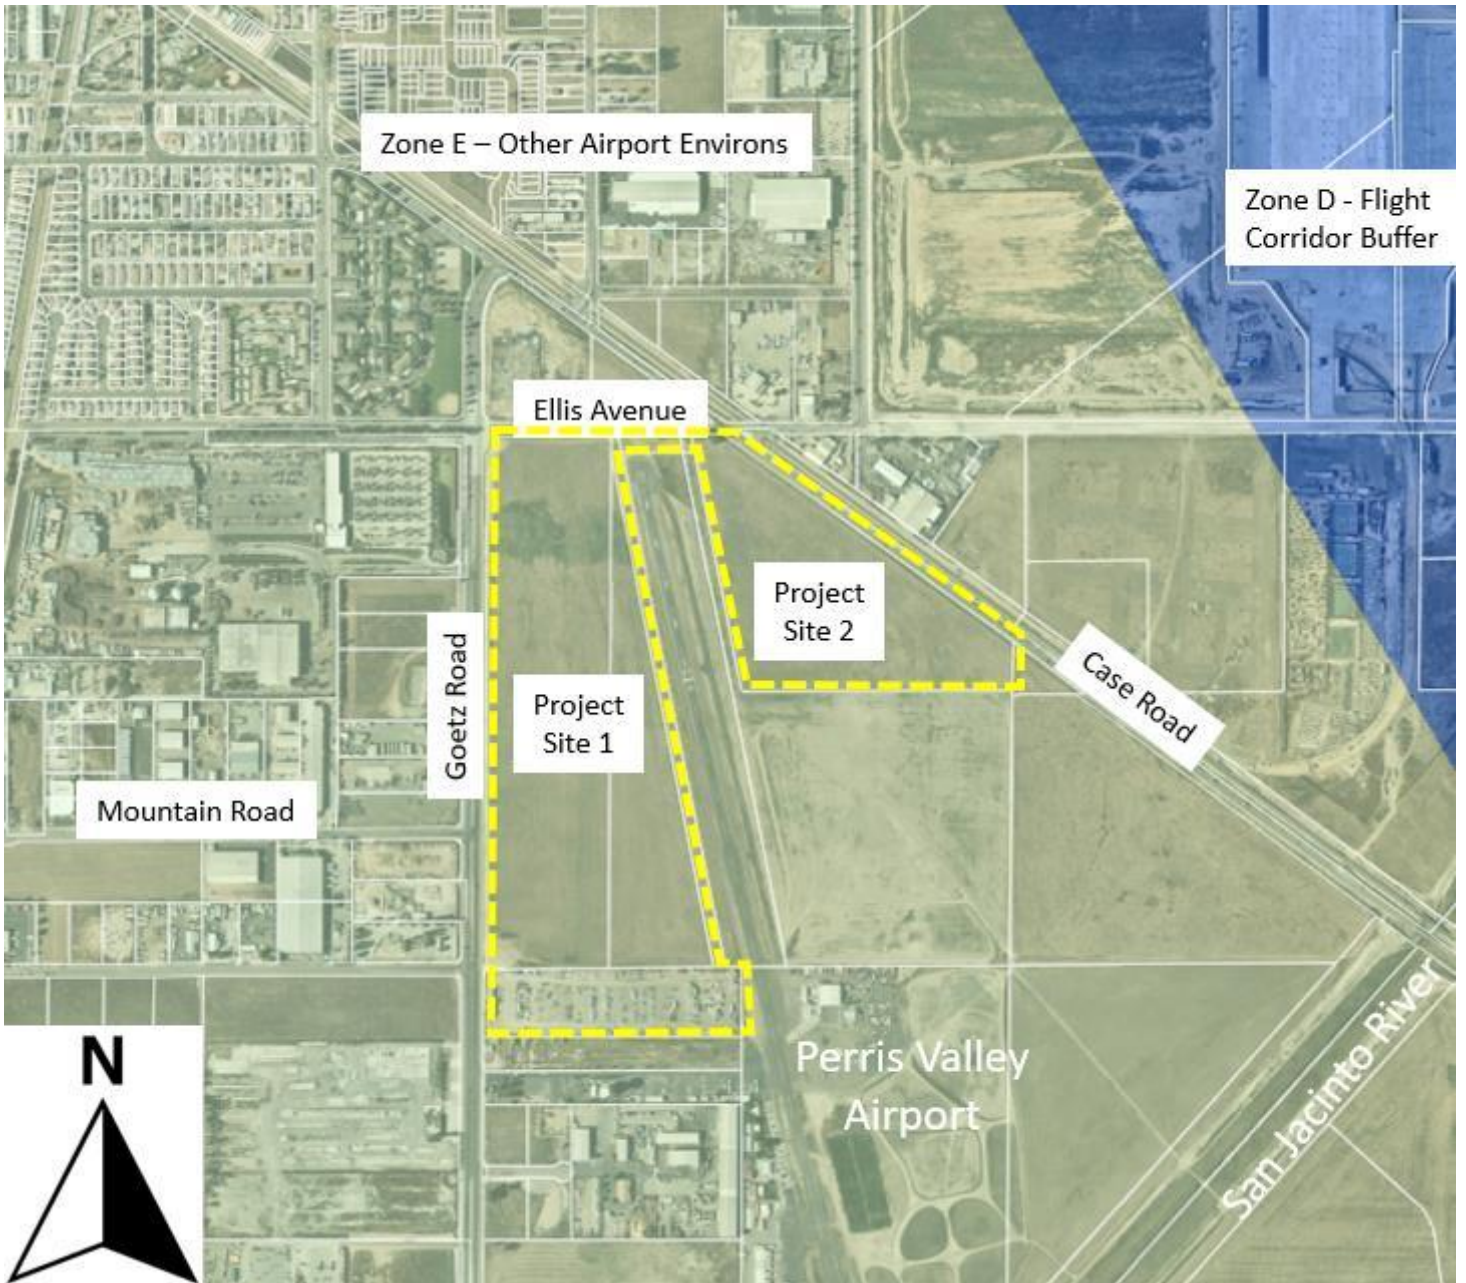 Zone E – Other Airport Environs
Zone D - Flight
Corridor Buffer
Ellis Avenue
Project
Site 2
Goetz Road
Project
Site 1
Case Road
Mountain Road
San Jacinto River
N
Perris Valley
Airport